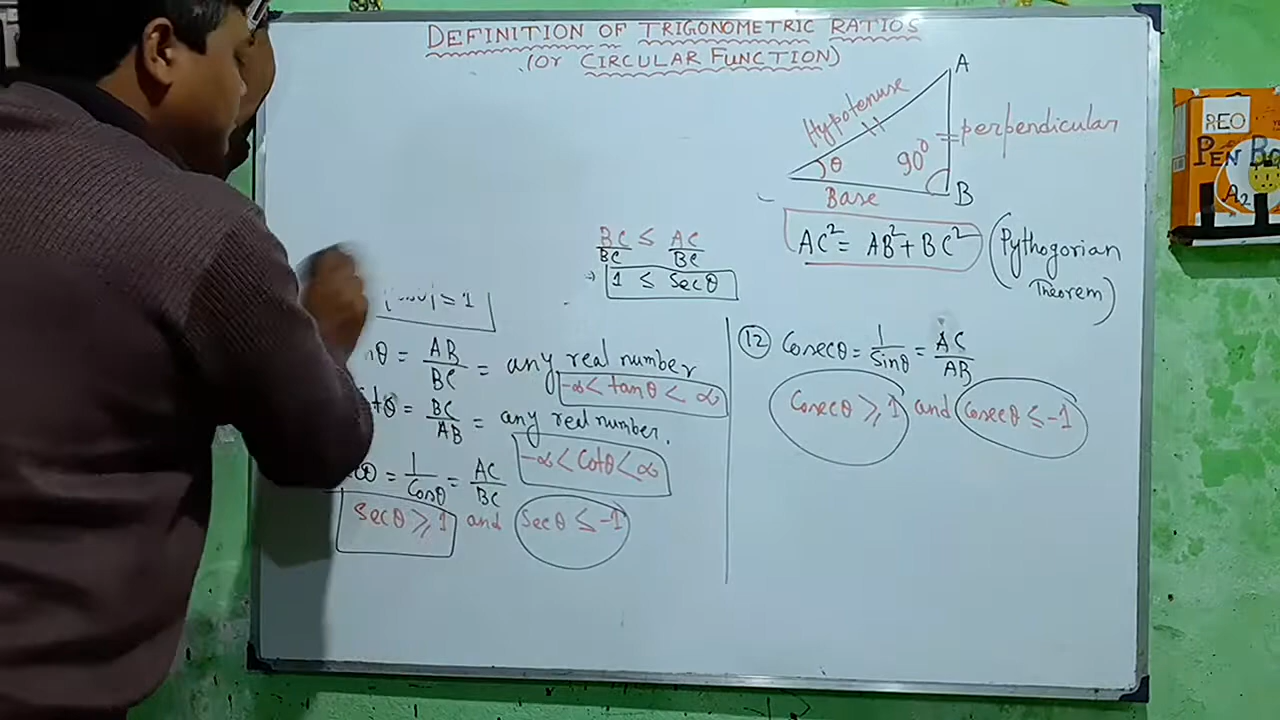 DEFINITION OF TRIGONOMETRIC RATIOS
(Or CIRCULAR FUNCTION)
A
Hypotenuse
perpendicular
θ
90°
Base
B
AC² = AB² + BC²
(Pythogorian
Theorem)
BC/BC ≤ AC/BC
1 ≤ Secθ
= 1
θ = AB/BC = any real number
-∝ < tanθ < ∝
tθ = BC/AB = any real number.
-∝ < Cotθ < ∝
θ = 1/Cosθ = AC/BC
Secθ ⩾ 1 and Secθ ≤ -1
12 Cosecθ = 1/Sinθ = AC/AB
Cosecθ ⩾ 1 and Cosecθ ≤ -1
REO
PEN
A2